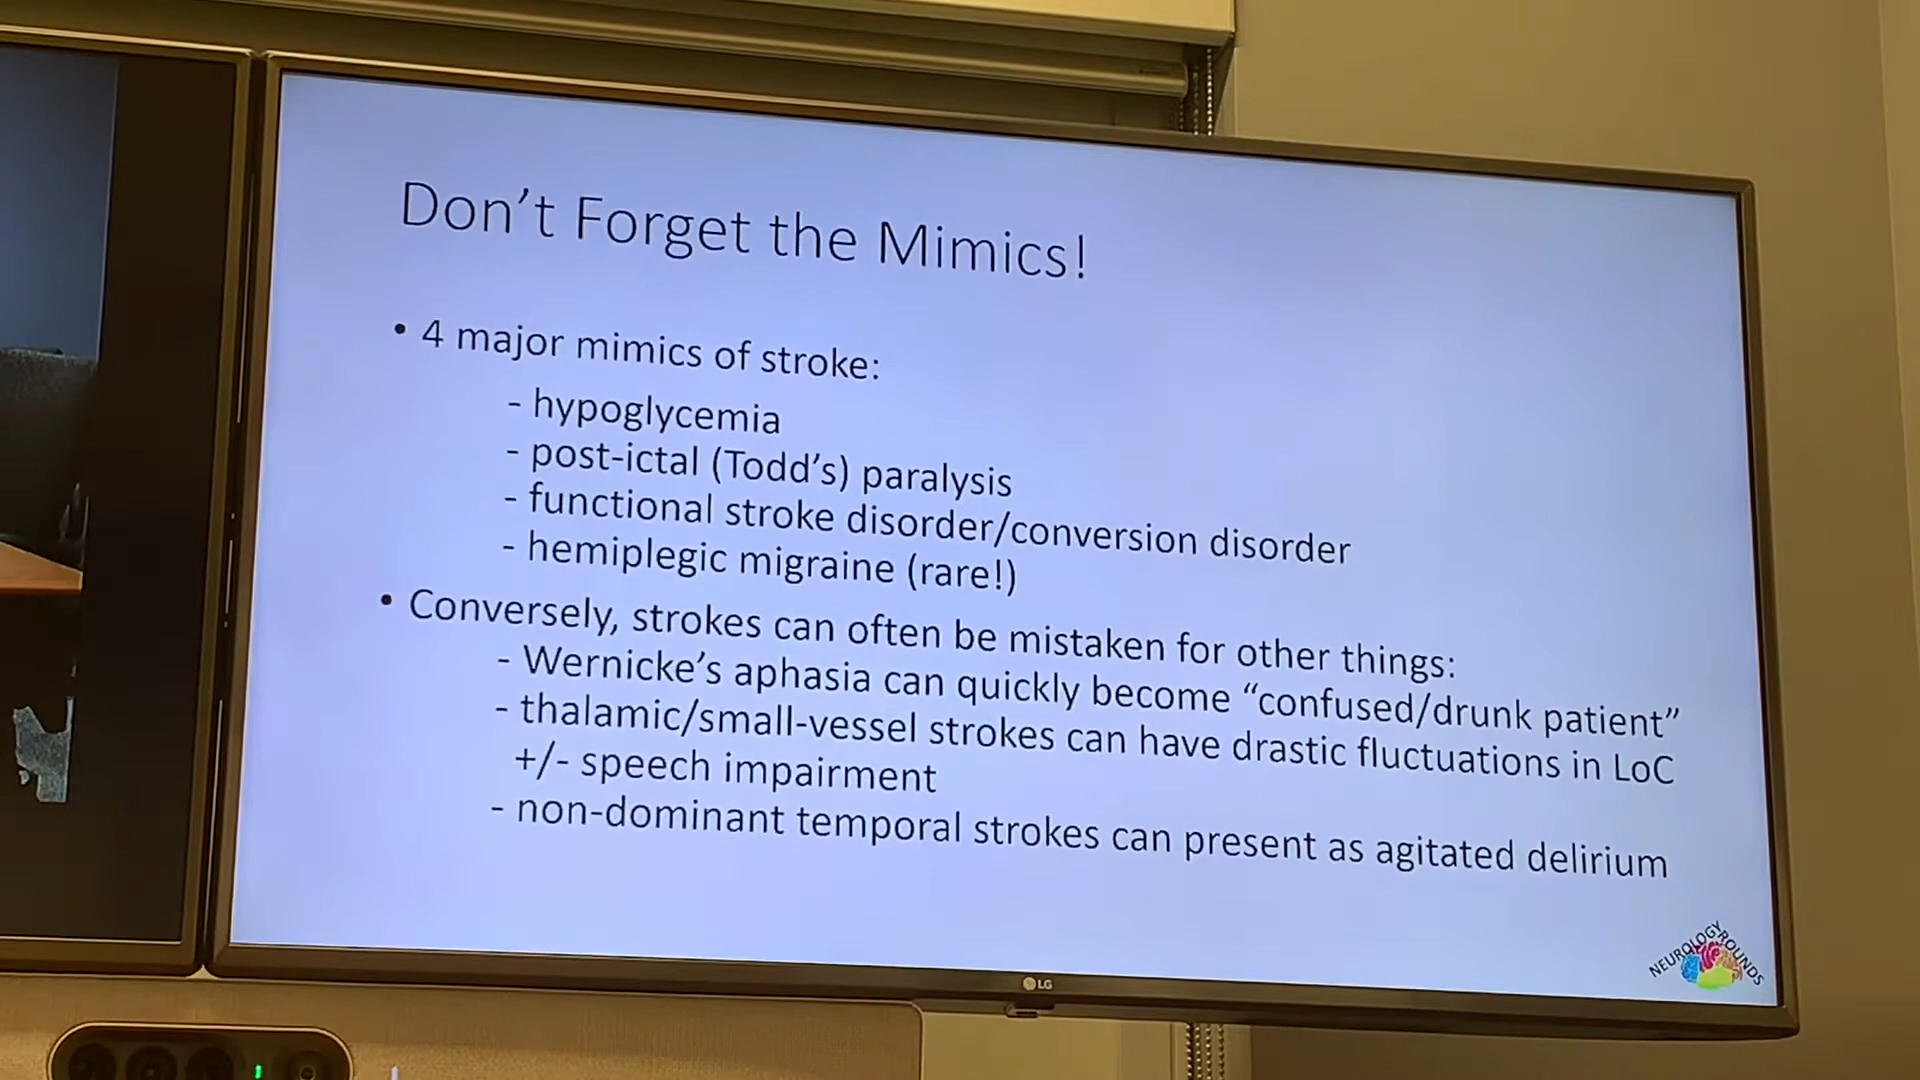 Don't Forget the Mimics!
• 4 major mimics of stroke:
- hypoglycemia
- post-ictal (Todd's) paralysis
- functional stroke disorder/conversion disorder
- hemiplegic migraine (rare!)
• Conversely, strokes can often be mistaken for other things:
- Wernicke's aphasia can quickly become “confused/drunk patient”
- thalamic/small-vessel strokes can have drastic fluctuations in LoC
+/- speech impairment
- non-dominant temporal strokes can present as agitated delirium
NEUROLOGY ROUNDS
LG